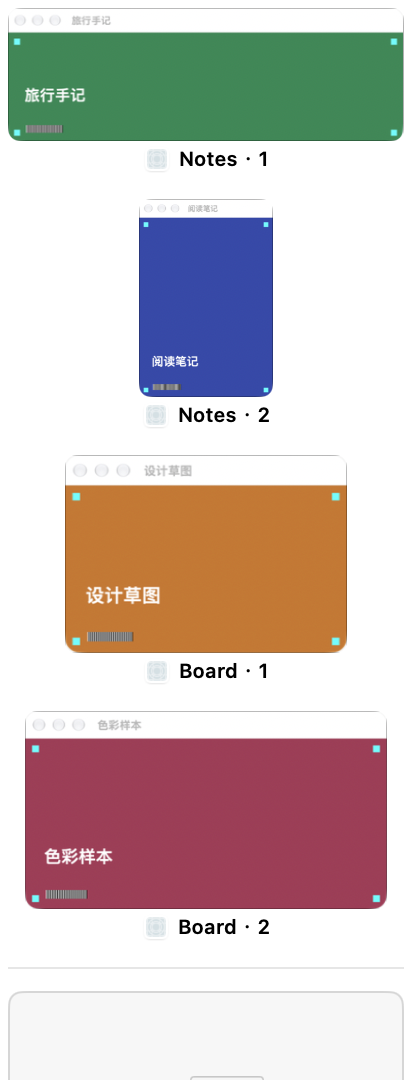 旅行手记
旅行手记
Notes · 1
阅读笔记
阅读笔记
Notes · 2
设计草图
设计草图
Board · 1
色彩样本
色彩样本
Board · 2